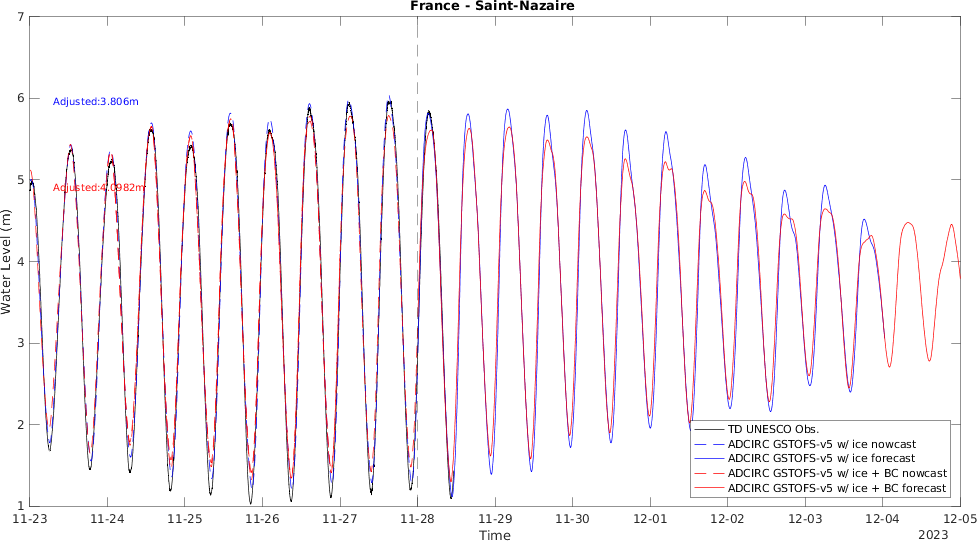 France - Saint-Nazaire
7
6
5
4
3
2
1
Water Level (m)
Adjusted:3.806m
Adjusted:4.0982m
TD UNESCO Obs.
ADCIRC GSTOFS-v5 w/ ice nowcast
ADCIRC GSTOFS-v5 w/ ice forecast
ADCIRC GSTOFS-v5 w/ ice + BC nowcast
ADCIRC GSTOFS-v5 w/ ice + BC forecast
11-23 11-24 11-25 11-26 11-27 11-28 11-29 11-30 12-01 12-02 12-03 12-04 12-05
Time
2023